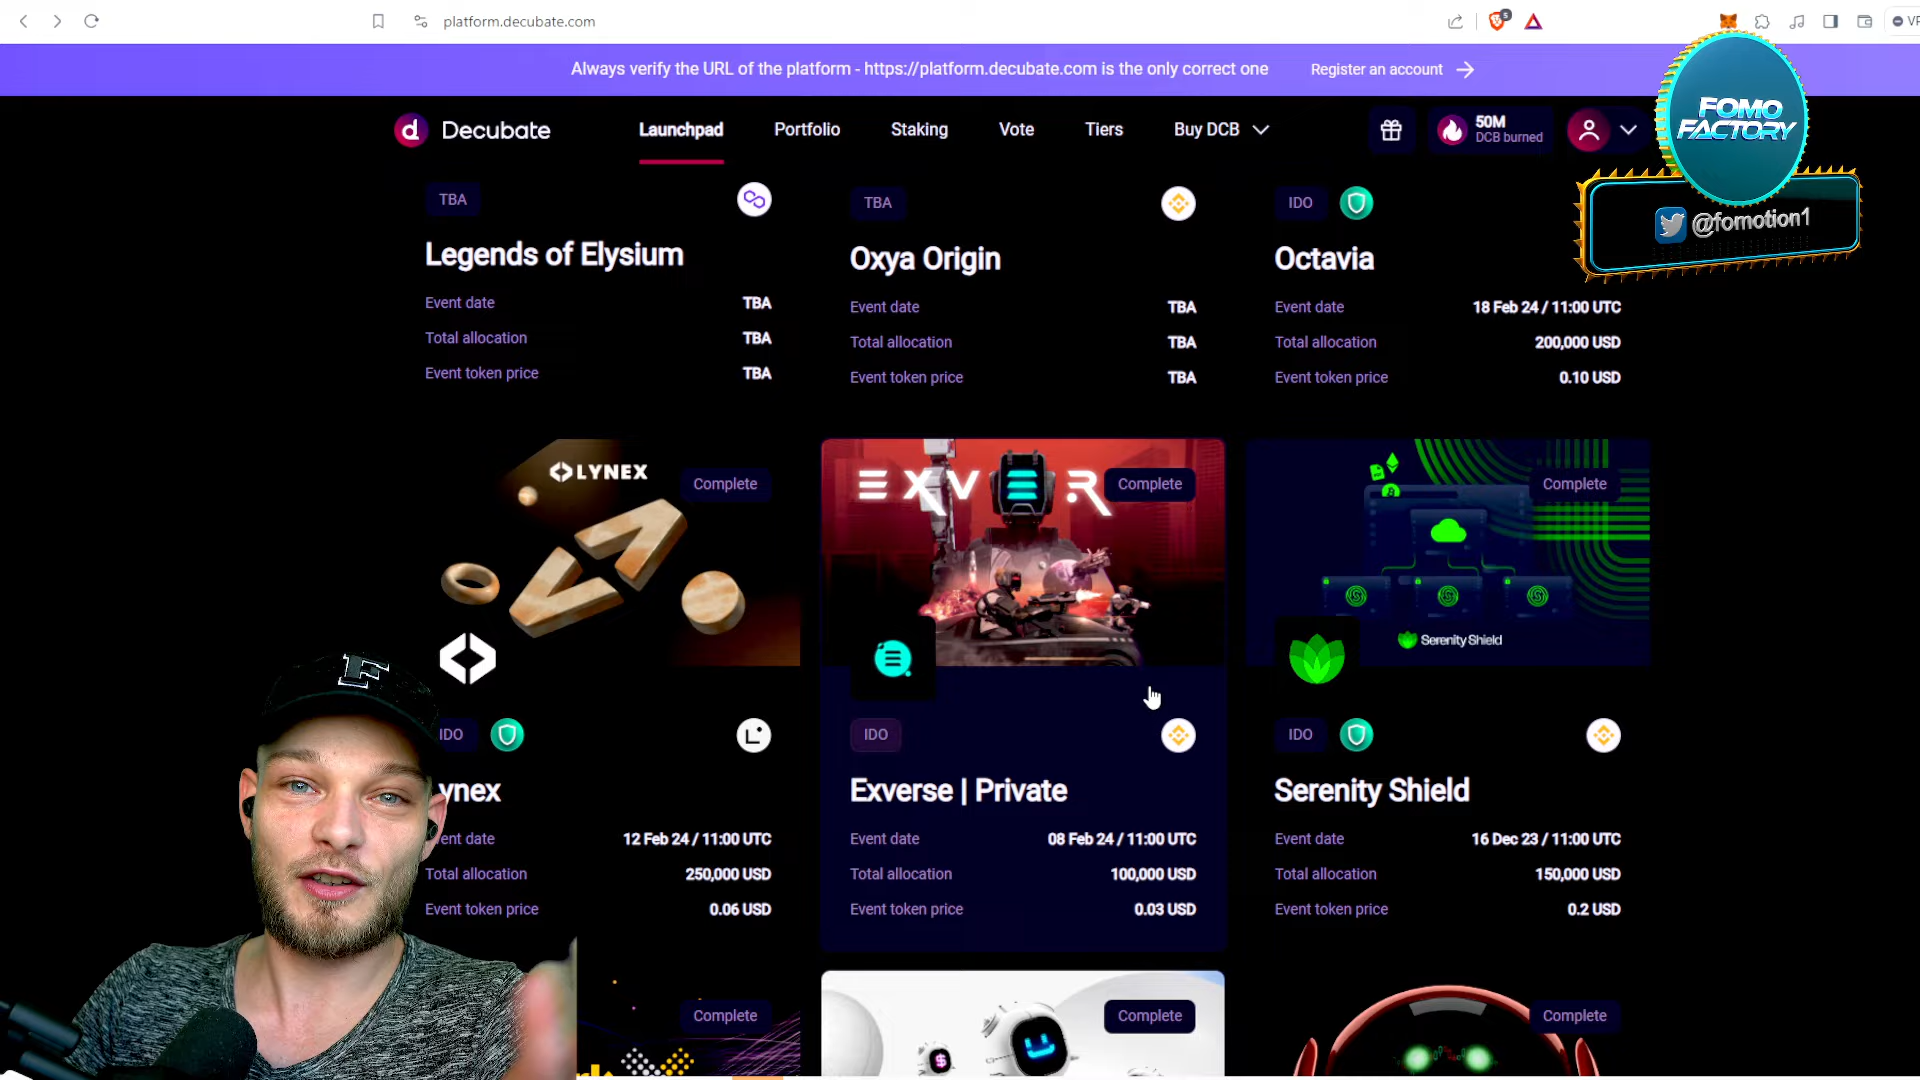 platform.decubate.com
5
VP
Always verify the URL of the platform - https://platform.decubate.com is the only correct one
Register an account
FOMO
FACTORY
@fomotion1
d Decubate
Launchpad
Portfolio
Staking
Vote
Tiers
Buy DCB
50M
DCB burned
TBA
Legends of Elysium
Event date TBA
Total allocation TBA
Event token price TBA
TBA
Oxya Origin
Event date TBA
Total allocation TBA
Event token price TBA
IDO
Octavia
Event date 18 Feb 24 / 11:00 UTC
Total allocation 200,000 USD
Event token price 0.10 USD
LYNEX
Complete
F
IDO
ynex
ent date 12 Feb 24 / 11:00 UTC
Total allocation 250,000 USD
Event token price 0.06 USD
EXVERR
Complete
IDO
Exverse | Private
Event date 08 Feb 24 / 11:00 UTC
Total allocation 100,000 USD
Event token price 0.03 USD
Complete
Serenity Shield
IDO
Serenity Shield
Event date 16 Dec 23 / 11:00 UTC
Total allocation 150,000 USD
Event token price 0.2 USD
Complete
Complete
$
Complete